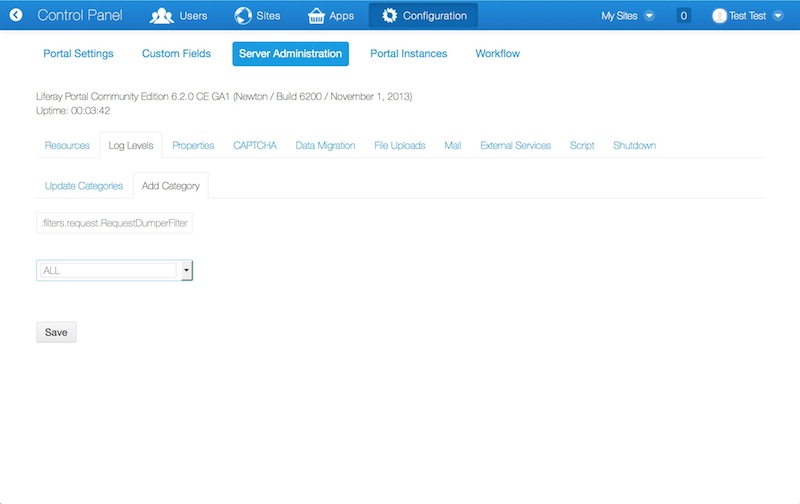 Control Panel Users Sites Apps Configuration My Sites 0 Test Test
Portal Settings Custom Fields Server Administration Portal Instances Workflow
Liferay Portal Community Edition 6.2.0 CE GA1 (Newton / Build 6200 / November 1, 2013)
Uptime: 00:03:42
Resources Log Levels Properties CAPTCHA Data Migration File Uploads Mail External Services Script Shutdown
Update Categories Add Category
.filters.request.RequestDumperFilter
ALL
Save